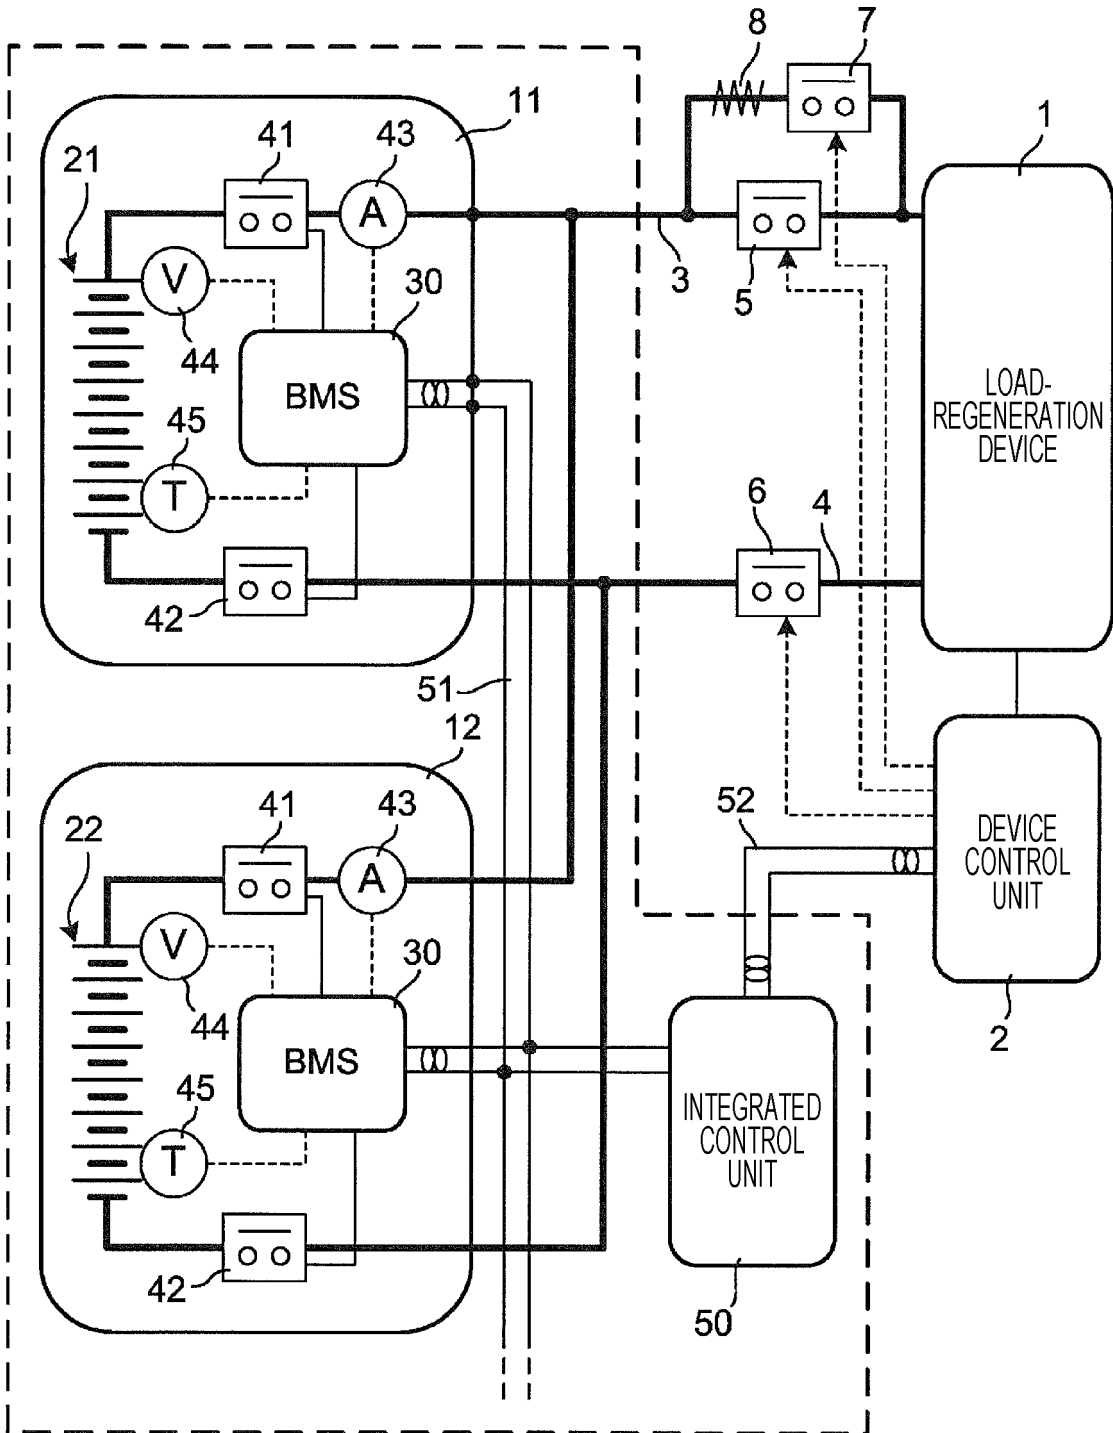 8
7
11
1
41
43
21
A
V
3
5
30
44
BMS
LOAD-
REGENERATION
DEVICE
45
T
6
4
42
51
12
41
43
52
22
A
DEVICE
CONTROL
UNIT
V
30
44
2
BMS
45
INTEGRATED
CONTROL
UNIT
T
42
50